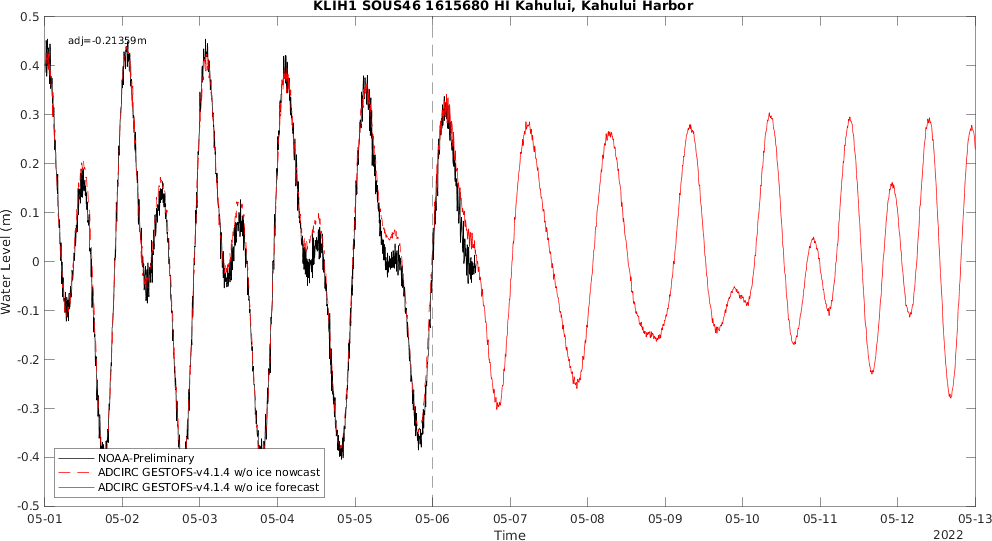 KLIH1 SOUS46 1615680 HI Kahului, Kahului Harbor
adj=-0.21359m
0.5
0.4
0.3
0.2
0.1
0
-0.1
-0.2
-0.3
-0.4
-0.5
Water Level (m)
NOAA-Preliminary
ADCIRC GESTOFS-v4.1.4 w/o ice nowcast
ADCIRC GESTOFS-v4.1.4 w/o ice forecast
05-01 05-02 05-03 05-04 05-05 05-06 05-07 05-08 05-09 05-10 05-11 05-12 05-13
Time
2022